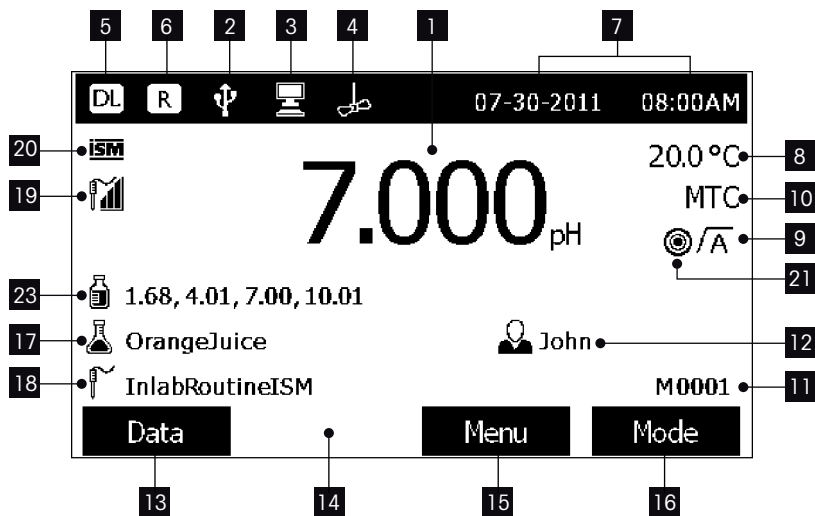 5 6 2 3 4 1 7
DL R 07-30-2011 08:00AM
20 ısm 20.0°C 8
19 7.000 pH MTC 10
A 9
21
23 1.68, 4.01, 7.00, 10.01
17 OrangeJuice John 12
18 InlabRoutineISM M0001 11
Data Menu Mode
13 14 15 16